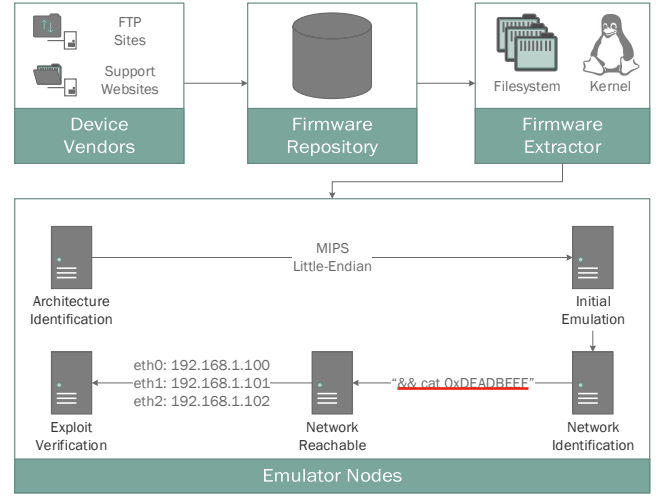 FTP
Sites
Support
Websites
Device
Vendors
Firmware
Repository
Filesystem
Kernel
Firmware
Extractor
MIPS
Little-Endian
Architecture
Identification
Initial
Emulation
eth0: 192.168.1.100
eth1: 192.168.1.101
eth2: 192.168.1.102
“&& cat 0xDEADBEEF”
Exploit
Verification
Network
Reachable
Network
Identification
Emulator Nodes